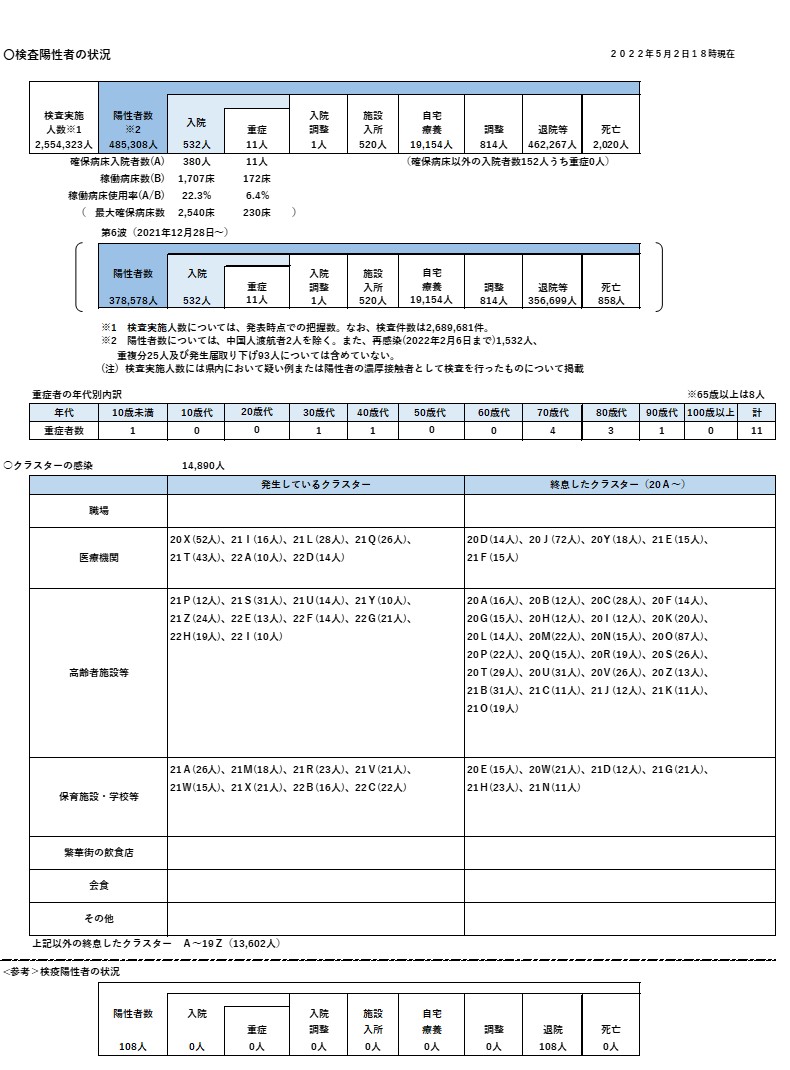 〇検査陽性者の状況
２０２２年５月２日１８時現在
検査実施 陽性者数 入院 入院 施設 自宅
人数※1 ※2 重症 調整 入所 療養 調整 退院等 死亡
2,554,323人 485,308人 532人 11人 1人 520人 19,154人 814人 462,267人 2,020人
確保病床入院者数(A) 380人 11人 （確保病床以外の入院者数152人うち重症0人）
稼働病床数(B) 1,707床 172床
稼働病床使用率(A/B) 22.3% 6.4%
（ 最大確保病床数 2,540床 230床 ）
第6波（2021年12月28日～）
陽性者数 入院 入院 施設 自宅
重症 調整 入所 療養 調整 退院等 死亡
378,578人 532人 11人 1人 520人 19,154人 814人 356,699人 858人
※1 検査実施人数については、発表時点での把握数。なお、検査件数は2,689,681件。
※2 陽性者数については、中国人渡航者2人を除く。また、再感染(2022年2月6日まで)1,532人、
重複分25人及び発生届取り下げ93人については含めていない。
(注) 検査実施人数には県内において疑い例または陽性者の濃厚接触者として検査を行ったものについて掲載
重症者の年代別内訳 ※65歳以上は8人
年代 10歳未満 10歳代 20歳代 30歳代 40歳代 50歳代 60歳代 70歳代 80歳代 90歳代 100歳以上 計
重症者数 1 0 0 1 1 0 0 4 3 1 0 11
〇クラスターの感染 14,890人
発生しているクラスター 終息したクラスター（20Ａ～）
職場
医療機関
20Ｘ(52人)、21Ｉ(16人)、21Ｌ(28人)、21Ｑ(26人)、
21Ｔ(43人)、22Ａ(10人)、22Ｄ(14人)
20Ｄ(14人)、20Ｊ(72人)、20Ｙ(18人)、21Ｅ(15人)、
21Ｆ(15人)
高齢者施設等
21Ｐ(12人)、21Ｓ(31人)、21Ｕ(14人)、21Ｙ(10人)、
21Ｚ(24人)、22Ｅ(13人)、22Ｆ(14人)、22Ｇ(21人)、
22Ｈ(19人)、22Ｉ(10人)
20Ａ(16人)、20Ｂ(12人)、20Ｃ(28人)、20Ｆ(14人)、
20Ｇ(15人)、20Ｈ(12人)、20Ｉ(12人)、20Ｋ(20人)、
20Ｌ(14人)、20Ｍ(22人)、20Ｎ(15人)、20Ｏ(87人)、
20Ｐ(22人)、20Ｑ(15人)、20Ｒ(19人)、20Ｓ(26人)、
20Ｔ(29人)、20Ｕ(31人)、20Ｖ(26人)、20Ｚ(13人)、
21Ｂ(31人)、21Ｃ(11人)、21Ｊ(12人)、21Ｋ(11人)、
21Ｏ(19人)
保育施設・学校等
21Ａ(26人)、21Ｍ(18人)、21Ｒ(23人)、21Ｖ(21人)、
21Ｗ(15人)、21Ｘ(21人)、22Ｂ(16人)、22Ｃ(22人)
20Ｅ(15人)、20Ｗ(21人)、21Ｄ(12人)、21Ｇ(21人)、
21Ｈ(23人)、21Ｎ(11人)
繁華街の飲食店
会食
その他
上記以外の終息したクラスター Ａ～19Ｚ（13,602人）
<参考＞検疫陽性者の状況
陽性者数 入院 入院 施設 自宅
重症 調整 入所 療養 調整 退院 死亡
108人 0人 0人 0人 0人 0人 0人 108人 0人